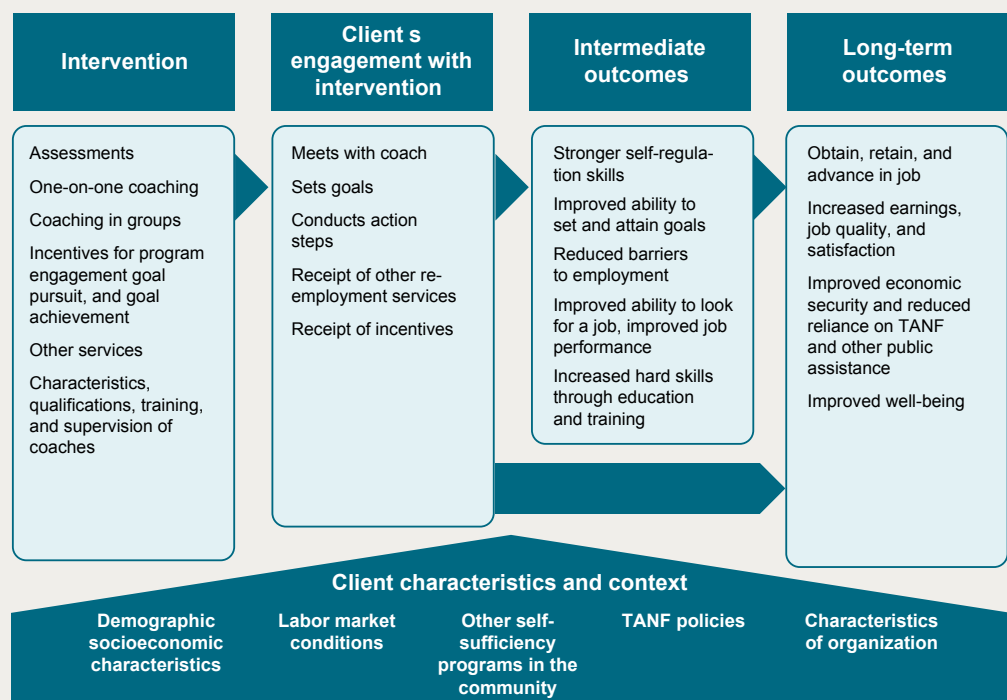 Intervention
Client s
engagement with
intervention
Intermediate
outcomes
Long-term
outcomes
Assessments
One-on-one coaching
Coaching in groups
Incentives for program
engagement goal
pursuit, and goal
achievement
Other services
Characteristics,
qualifications, training,
and supervision of
coaches
Meets with coach
Sets goals
Conducts action
steps
Receipt of other re-
employment services
Receipt of incentives
Stronger self-regula-
tion skills
Improved ability to
set and attain goals
Reduced barriers
to employment
Improved ability to look
for a job, improved job
performance
Increased hard skills
through education
and training
Obtain, retain, and
advance in job
Increased earnings,
job quality, and
satisfaction
Improved economic
security and reduced
reliance on TANF
and other public
assistance
Improved well-being
Client characteristics and context
Demographic
socioeconomic
characteristics
Labor market
conditions
Other self-
sufficiency
programs in the
community
TANF policies
Characteristics
of organization